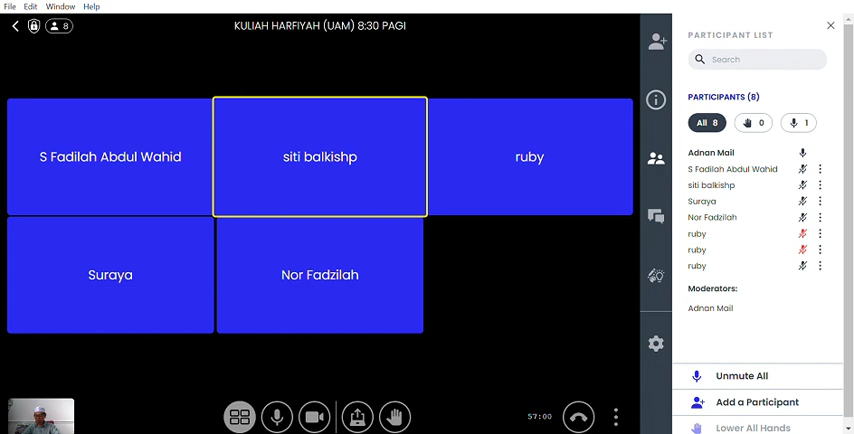 File Edit Window Help
8
KULIAH HARFIYAH (UAM) 8:30 PAGI
S Fadilah Abdul Wahid
siti balkishp
ruby
Suraya
Nor Fadzilah
57:00
PARTICIPANT LIST
Search
PARTICIPANTS (8)
All 8
0
1
Adnan Mail
S Fadilah Abdul Wahid
siti balkishp
Suraya
Nor Fadzilah
ruby
ruby
ruby
Moderators:
Adnan Mail
Unmute All
Add a Participant
Lower All Hands